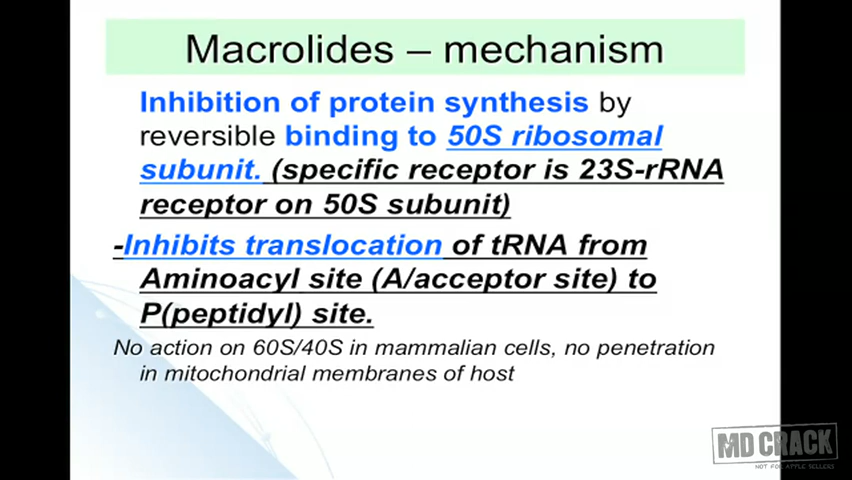 Macrolides – mechanism
Inhibition of protein synthesis by
reversible binding to 50S ribosomal
subunit. (specific receptor is 23S-rRNA
receptor on 50S subunit)
-Inhibits translocation of tRNA from
Aminoacyl site (A/acceptor site) to
P(peptidyl) site.
No action on 60S/40S in mammalian cells, no penetration
in mitochondrial membranes of host
MD CRACK
NOT FOR APPLE SELLERS